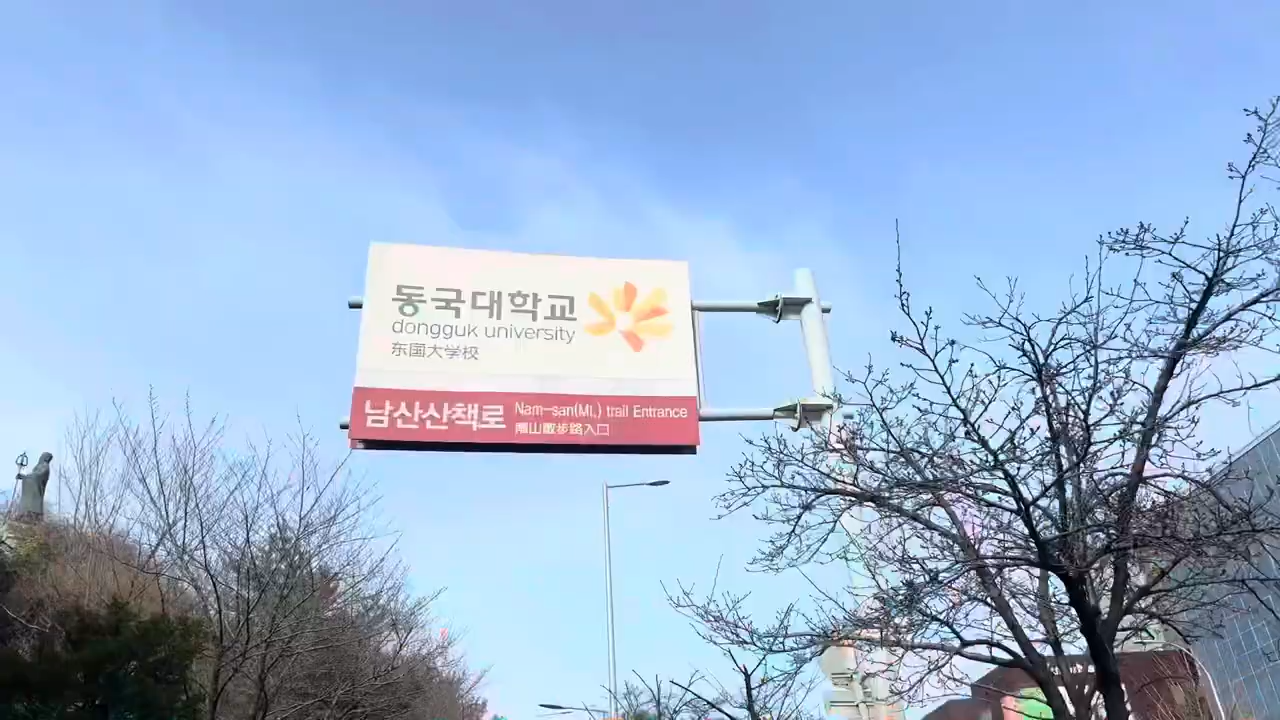 동국대학교
dongguk university
东国大学校
남산산책로
Nam-san(Mt.) trail Entrance
南山散步路入口